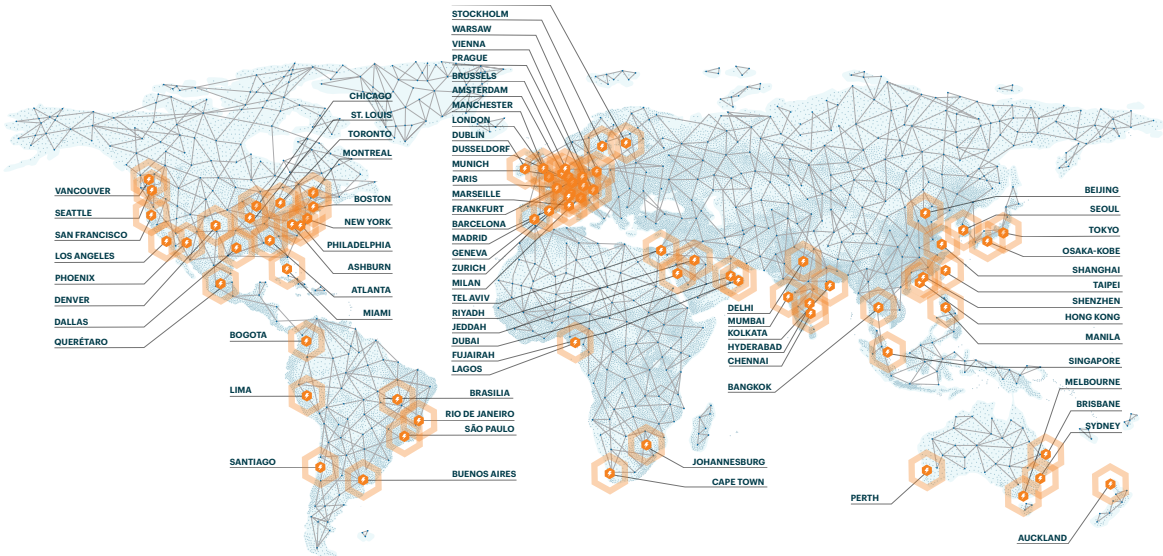 VANCOUVER
SEATTLE
SAN FRANCISCO
LOS ANGELES
PHOENIX
DENVER
DALLAS
QUERÉTARO
CHICAGO
ST. LOUIS
TORONTO
MONTREAL
BOSTON
NEW YORK
PHILADELPHIA
ASHBURN
ATLANTA
MIAMI
BOGOTA
LIMA
SANTIAGO
BRASILIA
RIO DE JANEIRO
SÃO PAULO
BUENOS AIRES
STOCKHOLM
WARSAW
VIENNA
PRAGUE
BRUSSELS
AMSTERDAM
MANCHESTER
LONDON
DUBLIN
DUSSELDORF
MUNICH
PARIS
MARSEILLE
FRANKFURT
BARCELONA
MADRID
GENEVA
ZURICH
MILAN
TEL AVIV
RIYADH
JEDDAH
DUBAI
FUJAIRAH
LAGOS
JOHANNESBURG
CAPE TOWN
DELHI
MUMBAI
KOLKATA
HYDERABAD
CHENNAI
BANGKOK
BEIJING
SEOUL
TOKYO
OSAKA-KOBE
SHANGHAI
TAIPEI
SHENZHEN
HONG KONG
MANILA
SINGAPORE
MELBOURNE
BRISBANE
SYDNEY
PERTH
AUCKLAND